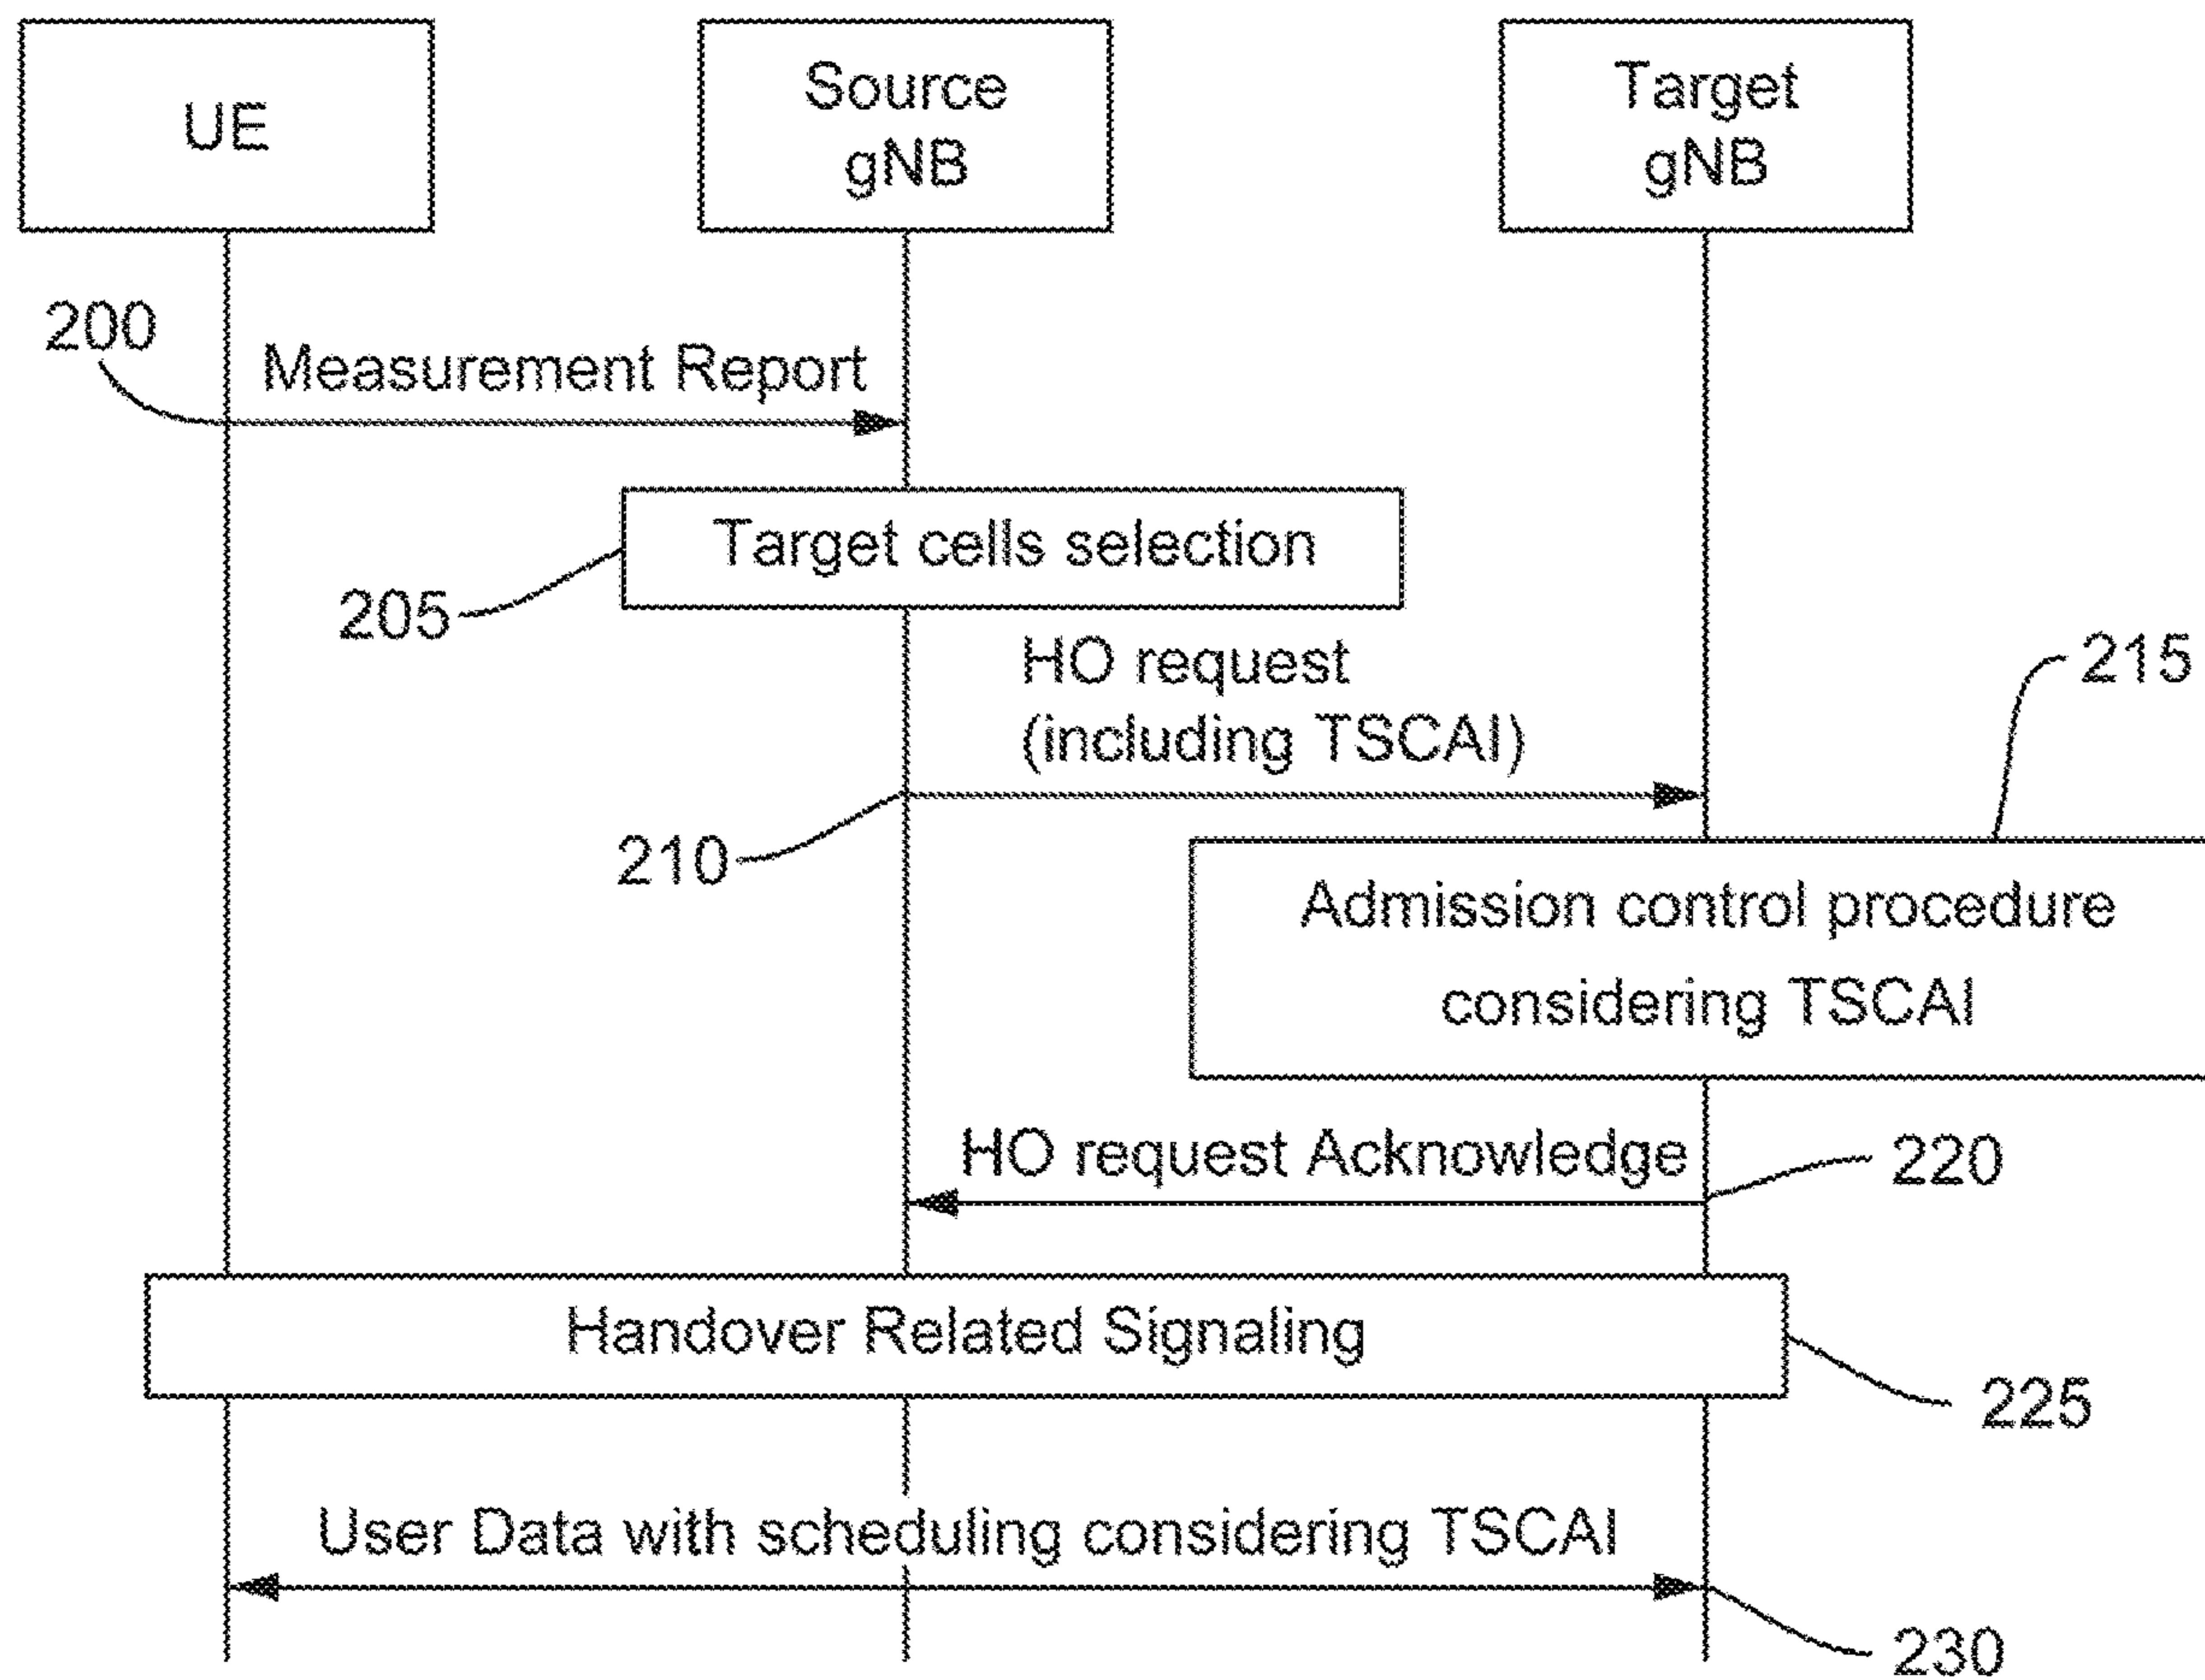 UE
Source
gNB
Target
gNB
200
Measurement Report
Target cells selection
205
HO request
(including TSCAI)
215
210
Admission control procedure
considering TSCAI
HO request Acknowledge
220
Handover Related Signaling
225
User Data with scheduling considering TSCAI
230